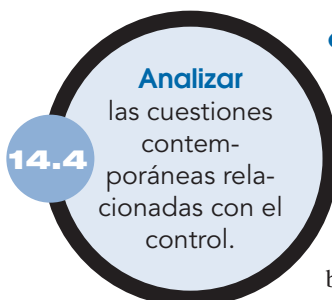 Analizar
las cuestiones
contem-
14.4
poráneas rela-
cionadas con el
control.
b